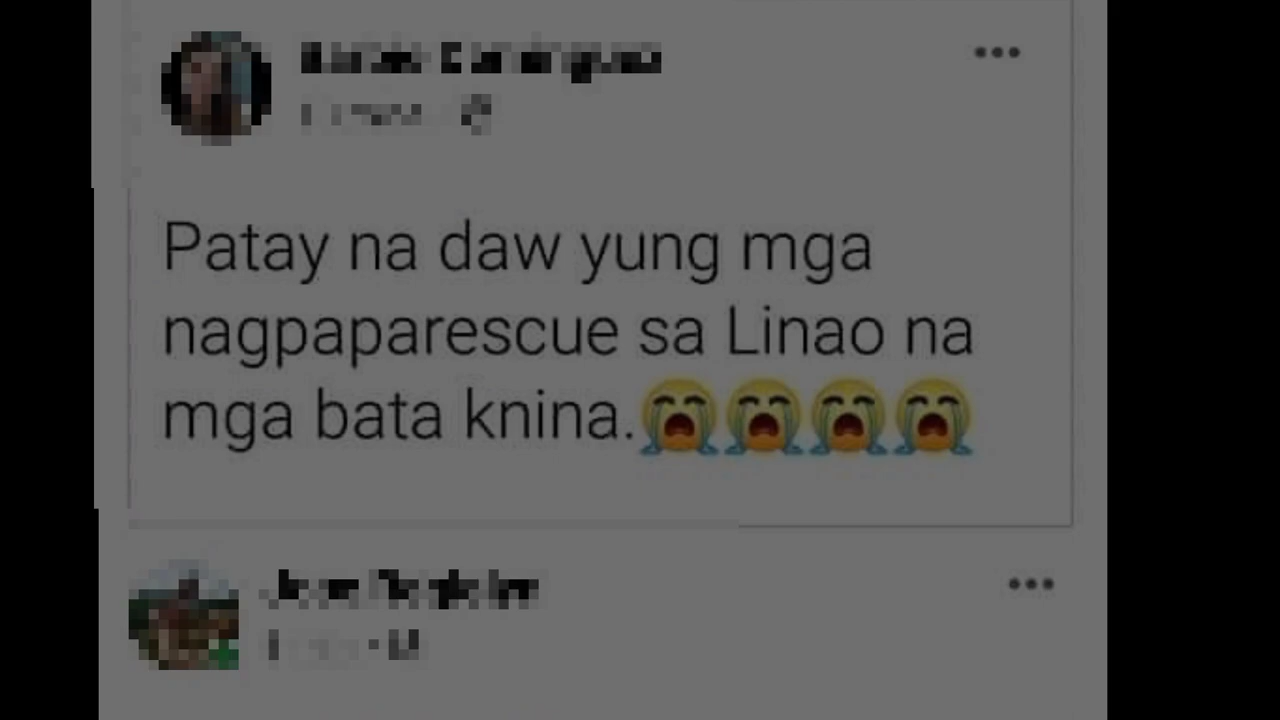 Patay na daw yung mga
nagpaparescue sa Linao na
mga bata knina.😭😭😭😭